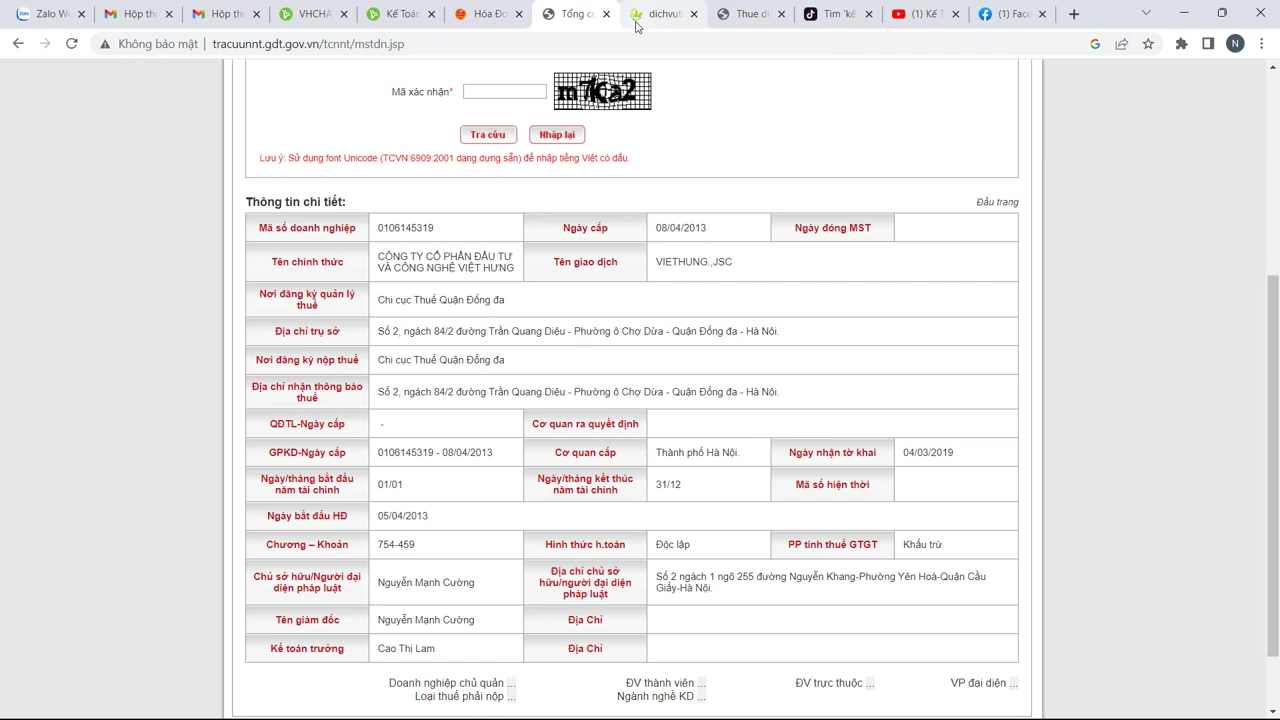 Zalo We
Hộp thư
Hộp thư
VHCHA
Kế Toán
Hóa Đơ
Tổng cụ
dichvutt
Thue di
Tìm 'kế
(1) Kế T
(1) Face
Không bảo mật | tracuunnt.gdt.gov.vn/tcnnt/mstdn.jsp
N
Mã xác nhận*
Tra cứu Nhập lại
Lưu ý: Sử dụng font Unicode (TCVN:6909:2001 dạng dựng sẵn) để nhập tiếng Việt có dấu.
Thông tin chi tiết: Đầu trang
Mã số doanh nghiệp 0106145319 Ngày cấp 08/04/2013 Ngày đóng MST
Tên chính thức CÔNG TY CỔ PHẦN ĐẦU TƯ
VÀ CÔNG NGHỆ VIỆT HƯNG Tên giao dịch VIETHUNG.,JSC
Nơi đăng ký quản lý
thuế Chi cục Thuế Quận Đống đa
Địa chỉ trụ sở Số 2, ngách 84/2 đường Trần Quang Diệu - Phường ô Chợ Dừa - Quận Đống đa - Hà Nội.
Nơi đăng ký nộp thuế Chi cục Thuế Quận Đống đa
Địa chỉ nhận thông báo
thuế Số 2, ngách 84/2 đường Trần Quang Diệu - Phường ô Chợ Dừa - Quận Đống đa - Hà Nội.
QĐTL-Ngày cấp - Cơ quan ra quyết định
GPKD-Ngày cấp 0106145319 - 08/04/2013 Cơ quan cấp Thành phố Hà Nội. Ngày nhận tờ khai 04/03/2019
Ngày/tháng bắt đầu
năm tài chính 01/01 Ngày/tháng kết thúc
năm tài chính 31/12 Mã số hiện thời
Ngày bắt đầu HĐ 05/04/2013
Chương – Khoản 754-459 Hình thức h.toán Độc lập PP tính thuế GTGT Khấu trừ
Chủ sở hữu/Người đại
diện pháp luật Nguyễn Mạnh Cường Địa chỉ chủ sở
hữu/người đại diện
pháp luật Số 2 ngách 1 ngõ 255 đường Nguyễn Khang-Phường Yên Hoà-Quận Cầu
Giấy-Hà Nội.
Tên giám đốc Nguyễn Mạnh Cường Địa Chỉ
Kế toán trưởng Cao Thị Lam Địa Chỉ
Doanh nghiệp chủ quản ... ĐV thành viên ... ĐV trực thuộc ... VP đại diện ...
Loại thuế phải nộp ... Ngành nghề KD ...